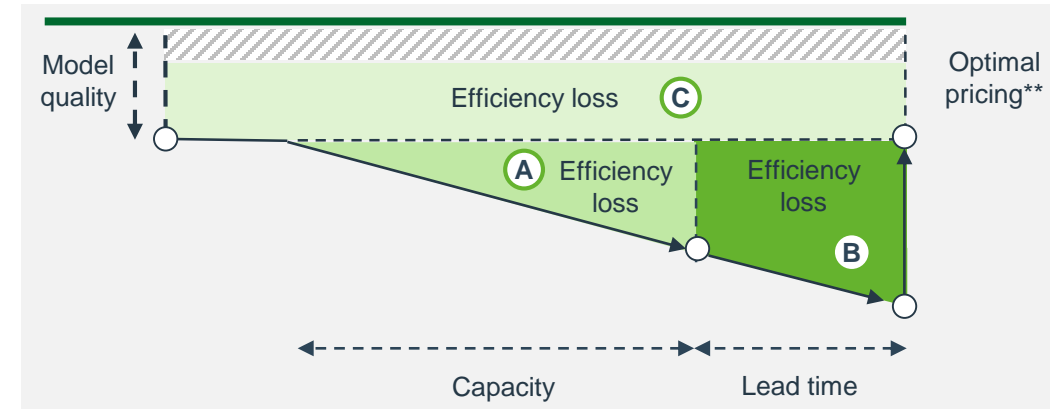 Model
quality
Efficiency loss
C
Optimal
pricing**
A
Efficiency
loss
Efficiency
loss
B
Capacity
Lead time